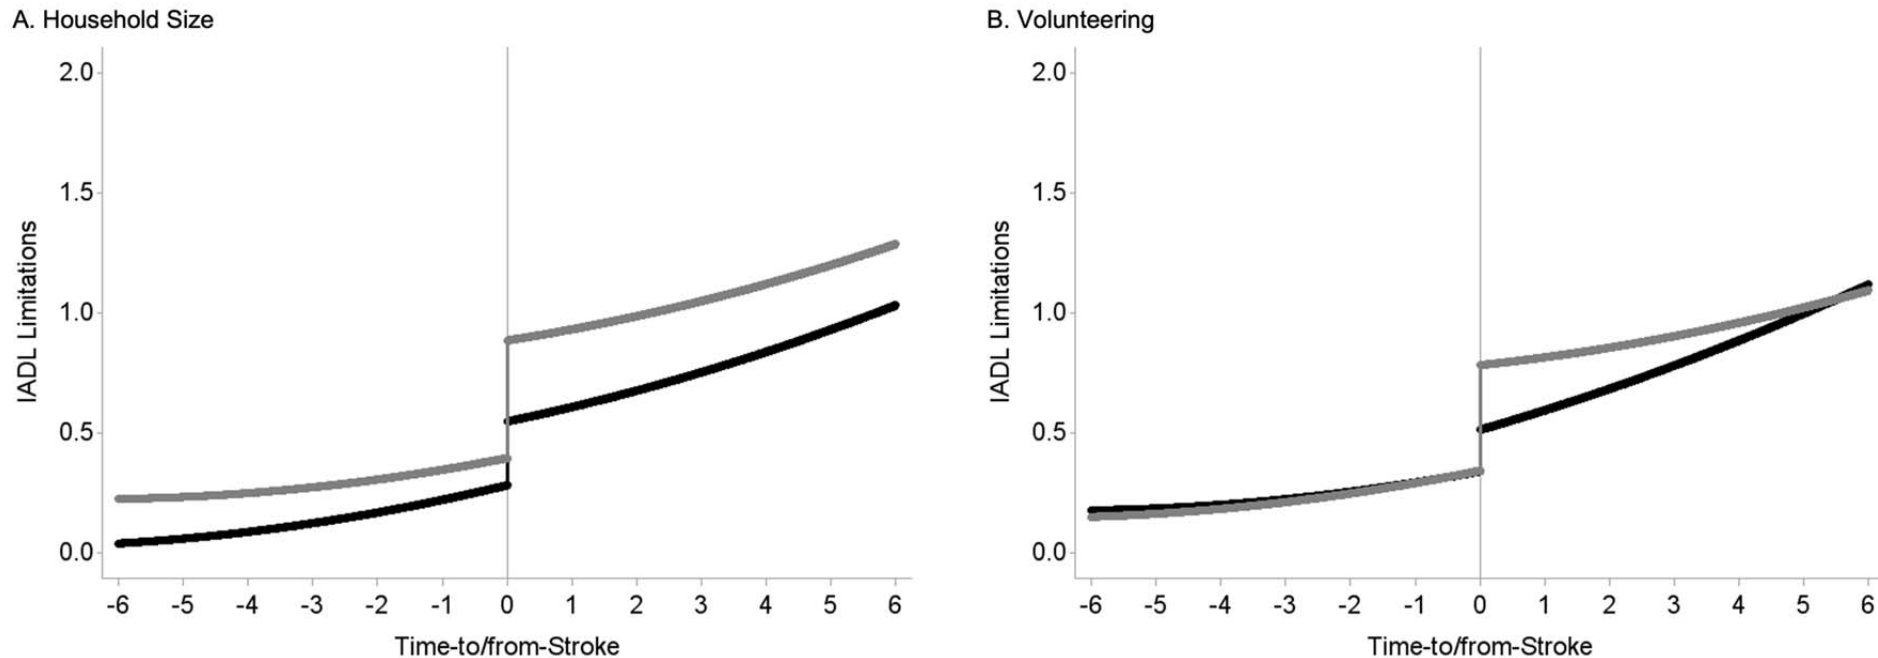 A. Household Size
2.0
1.5
1.0
0.5
0.0
IADL Limitations
-6 -5 -4 -3 -2 -1 0 1 2 3 4 5 6
Time-to/from-Stroke
B. Volunteering
2.0
1.5
1.0
0.5
0.0
IADL Limitations
-6 -5 -4 -3 -2 -1 0 1 2 3 4 5 6
Time-to/from-Stroke